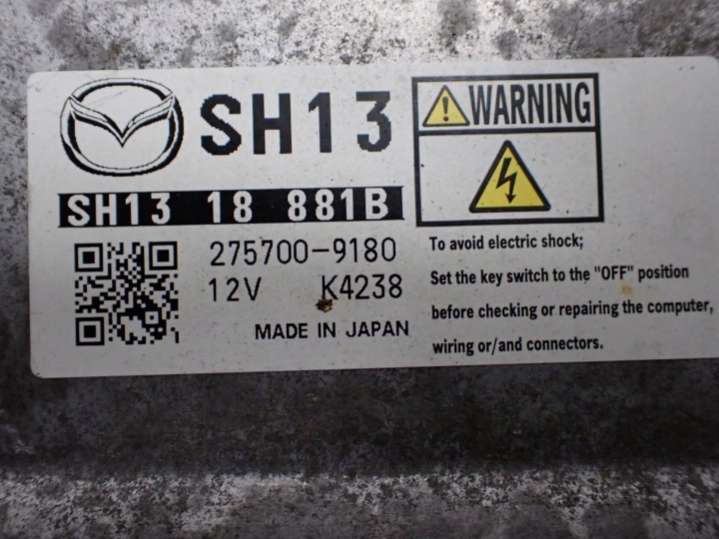 SH13
SH13 18 881B
275700-9180
12V K4238
MADE IN JAPAN
WARNING
To avoid electric shock;
Set the key switch to the "OFF" position
before checking or repairing the computer,
wiring or/and connectors.